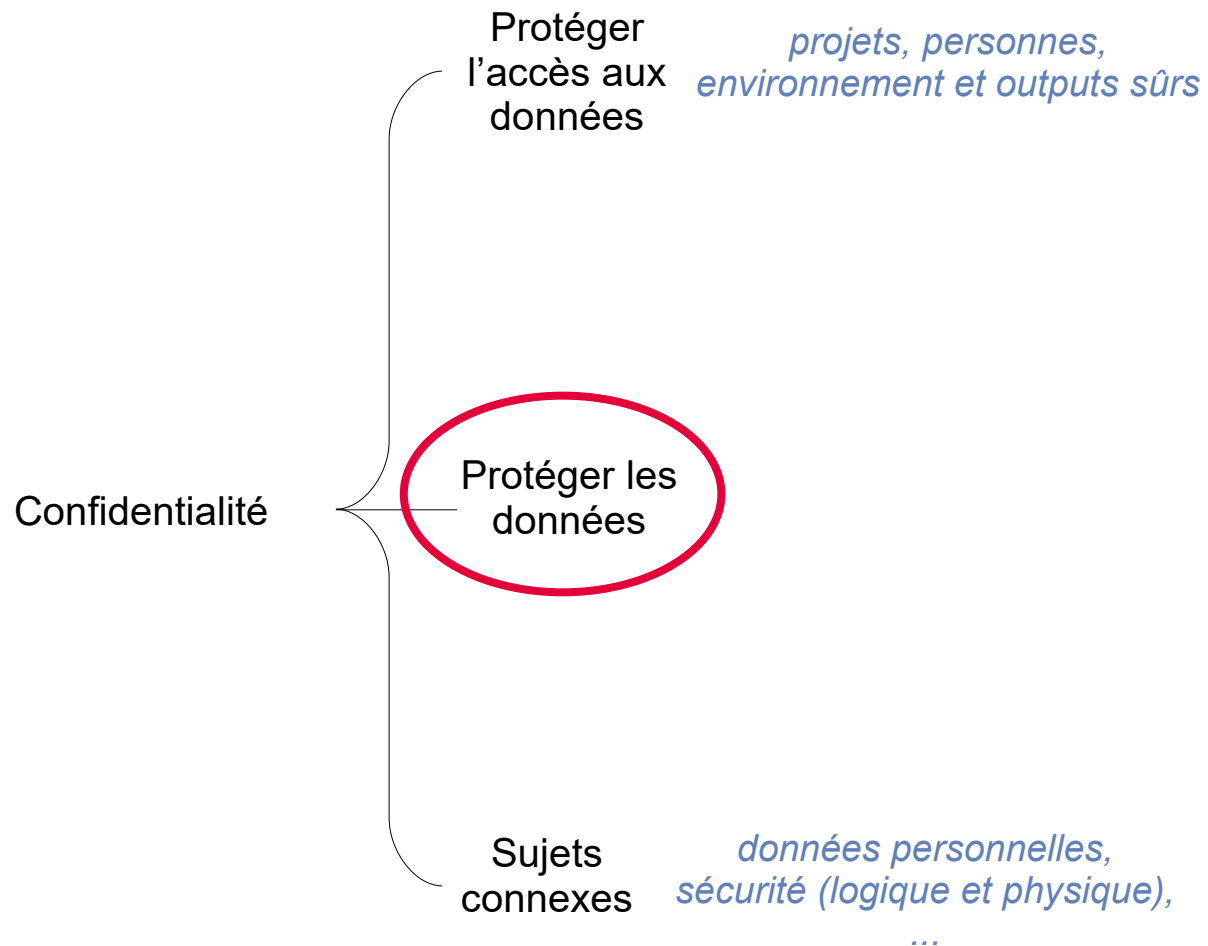 Protéger
l’accès aux
données
projets, personnes,
environnement et outputs sûrs
Confidentialité
Protéger les
données
Sujets
connexes
données personnelles,
sécurité (logique et physique),
...